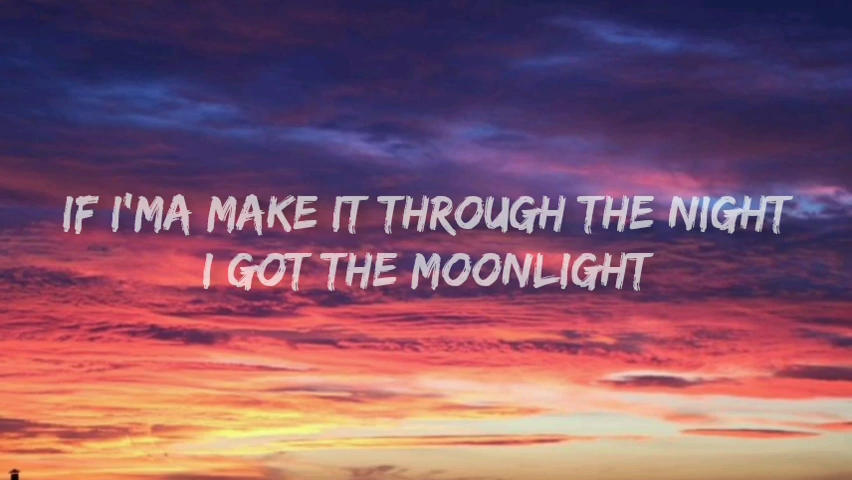 IF I'MA MAKE IT THROUGH THE NIGHT
I GOT THE MOONLIGHT